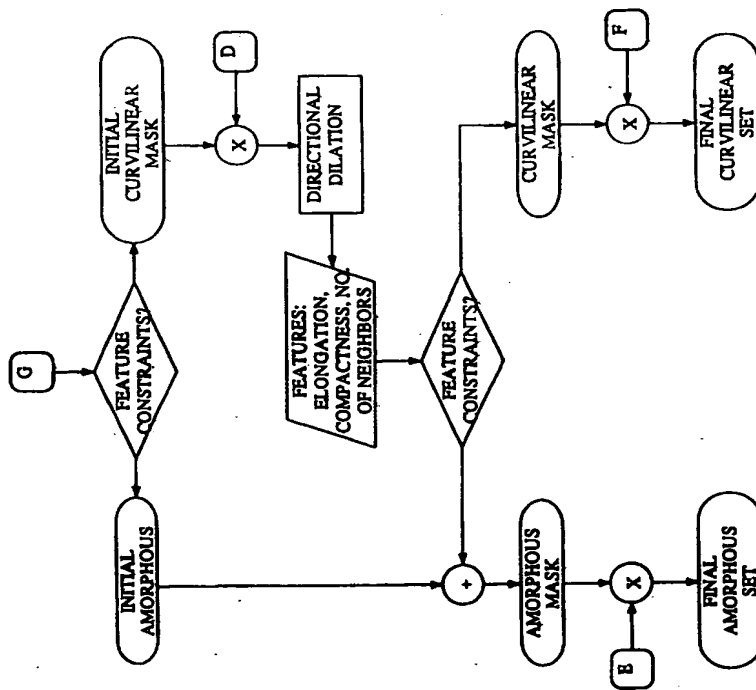 G
FEATURE
CONSTRAINTS?
INITIAL
AMORPHOUS
INITIAL
CURVILINEAR
MASK
D
X
DIRECTIONAL
DILATION
FEATURES:
ELONGATION,
COMPACTNESS, NO.
OF NEIGHBORS
FEATURE
CONSTRAINTS?
+
AMORPHOUS
MASK
E
X
FINAL
AMORPHOUS
SET
CURVILINEAR
MASK
F
X
FINAL
CURVILINEAR
SET